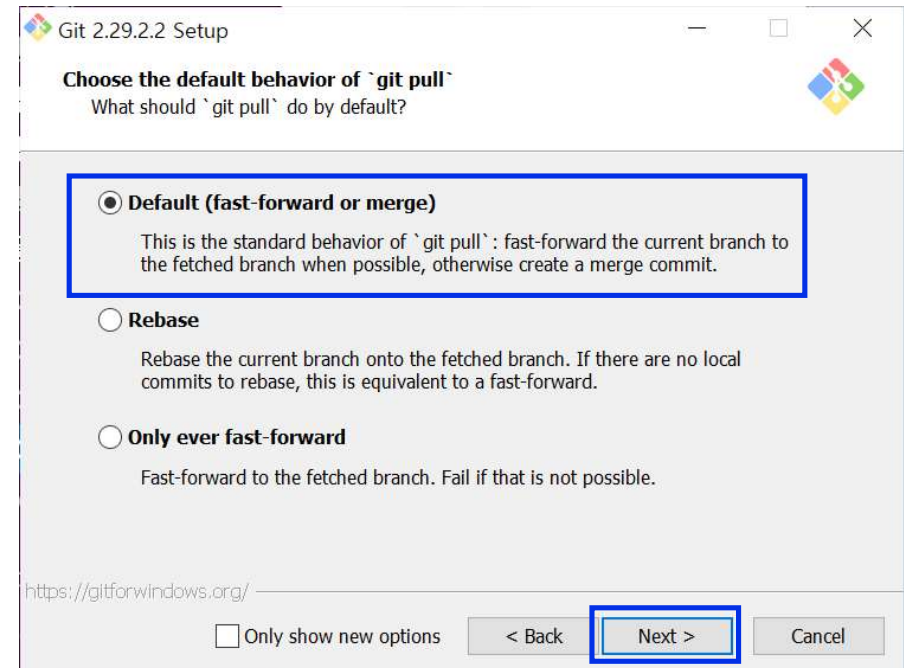 Git 2.29.2.2 Setup
Choose the default behavior of `git pull`
What should `git pull` do by default?
Default (fast-forward or merge)
This is the standard behavior of `git pull`: fast-forward the current branch to
the fetched branch when possible, otherwise create a merge commit.
Rebase
Rebase the current branch onto the fetched branch. If there are no local
commits to rebase, this is equivalent to a fast-forward.
Only ever fast-forward
Fast-forward to the fetched branch. Fail if that is not possible.
https://gitforwindows.org/
Only show new options
< Back
Next >
Cancel